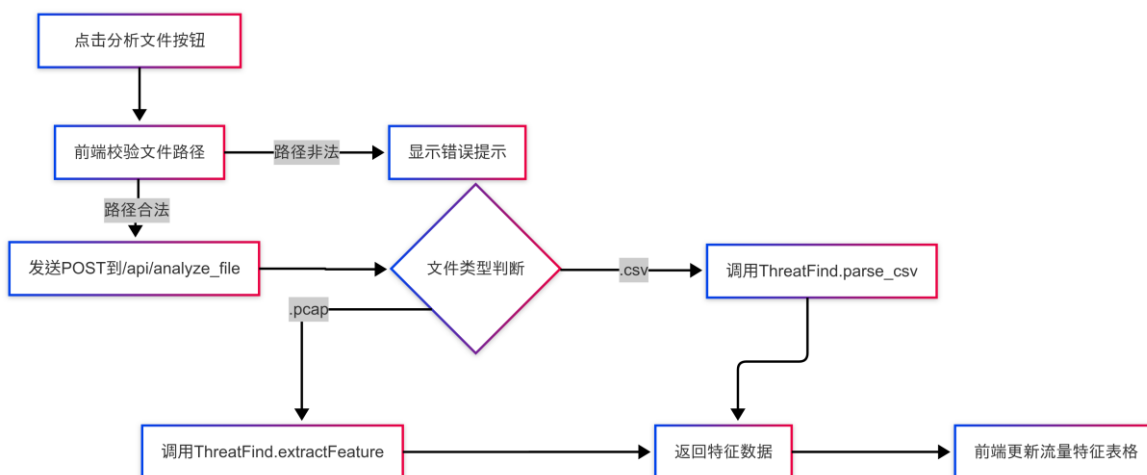 点击分析文件按钮
前端校验文件路径
路径非法
显示错误提示
路径合法
发送POST到/api/analyze_file
文件类型判断
.csv
调用ThreatFind.parse_csv
.pcap
调用ThreatFind.extractFeature
返回特征数据
前端更新流量特征表格